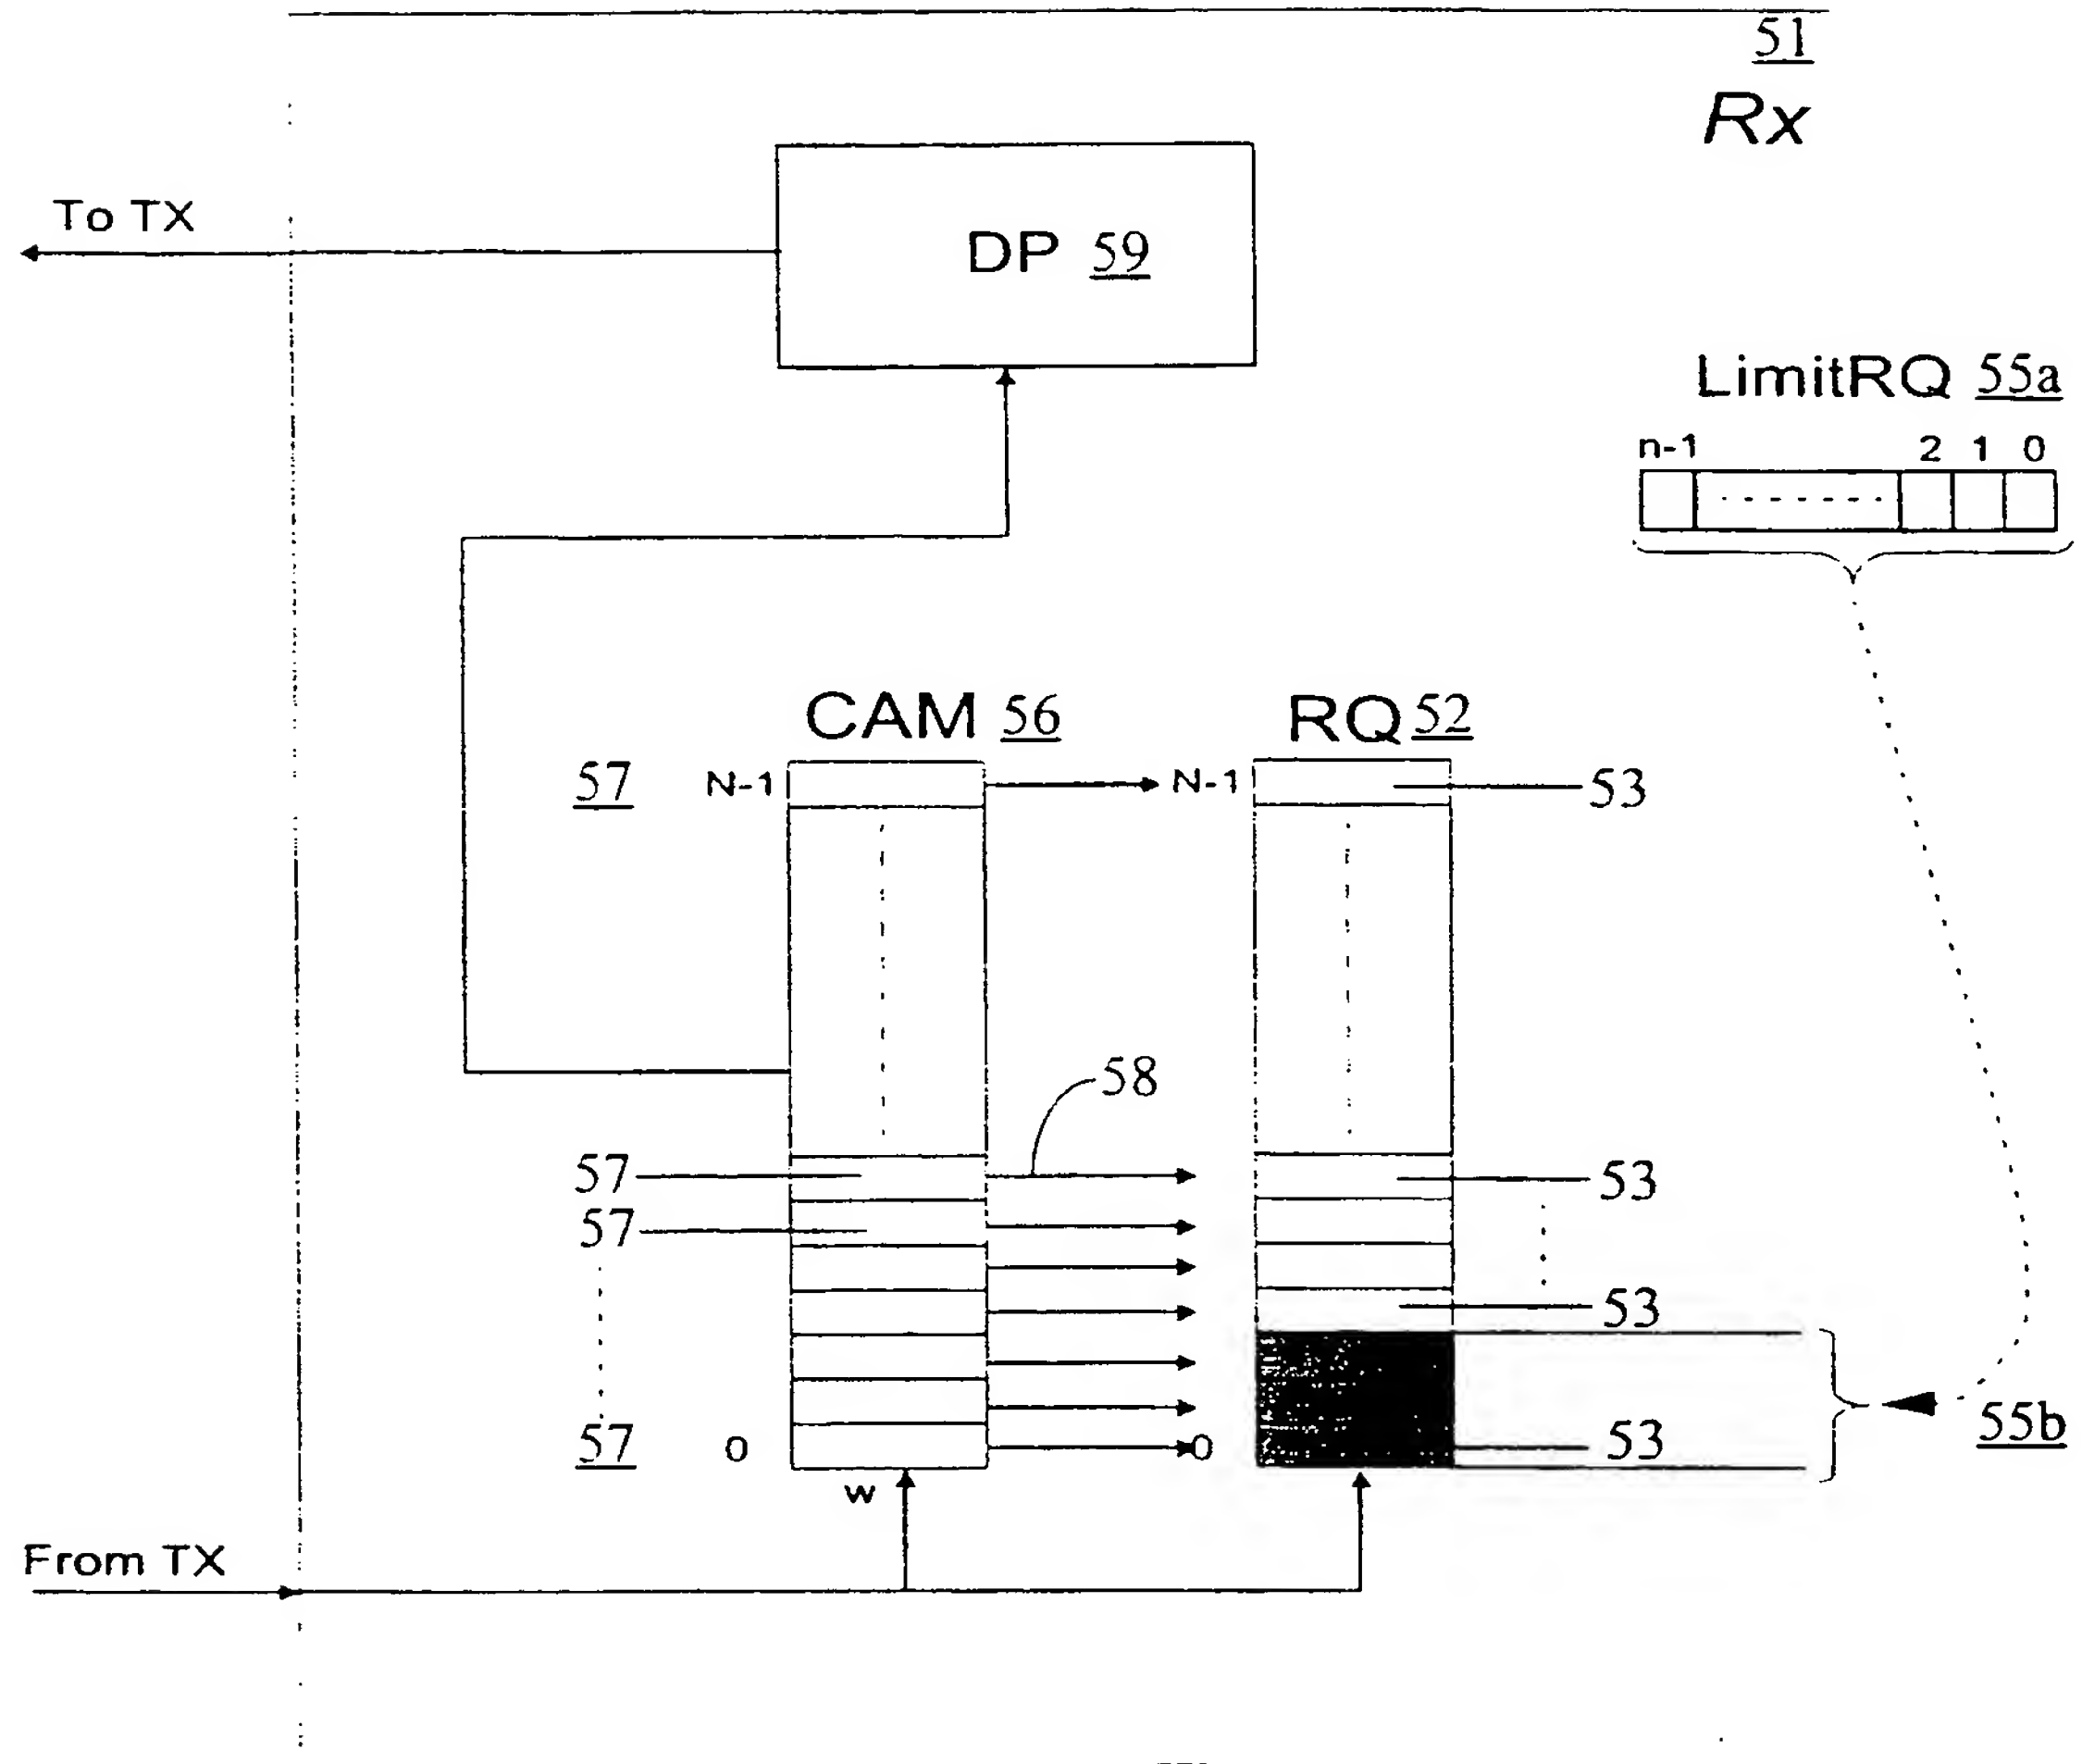 51
Rx
To TX
DP 59
LimitRQ 55a
n-1 2 1 0
CAM 56
RQ 52
57 N-1 N-1 53
58
57 53
57
53
57 0 0 53
55b
w
From TX